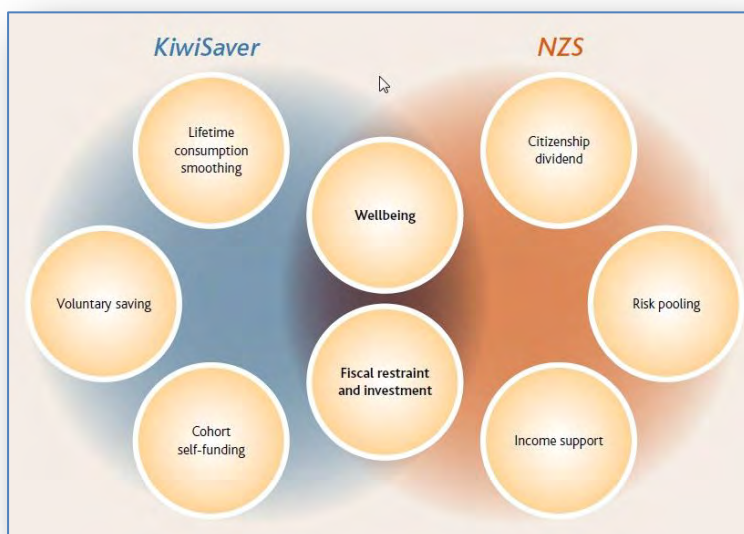 KiwiSaver
NZS
Lifetime
consumption
smoothing
Citizenship
dividend
Wellbeing
Voluntary saving
Risk pooling
Fiscal restraint
and investment
Cohort
self-funding
Income support